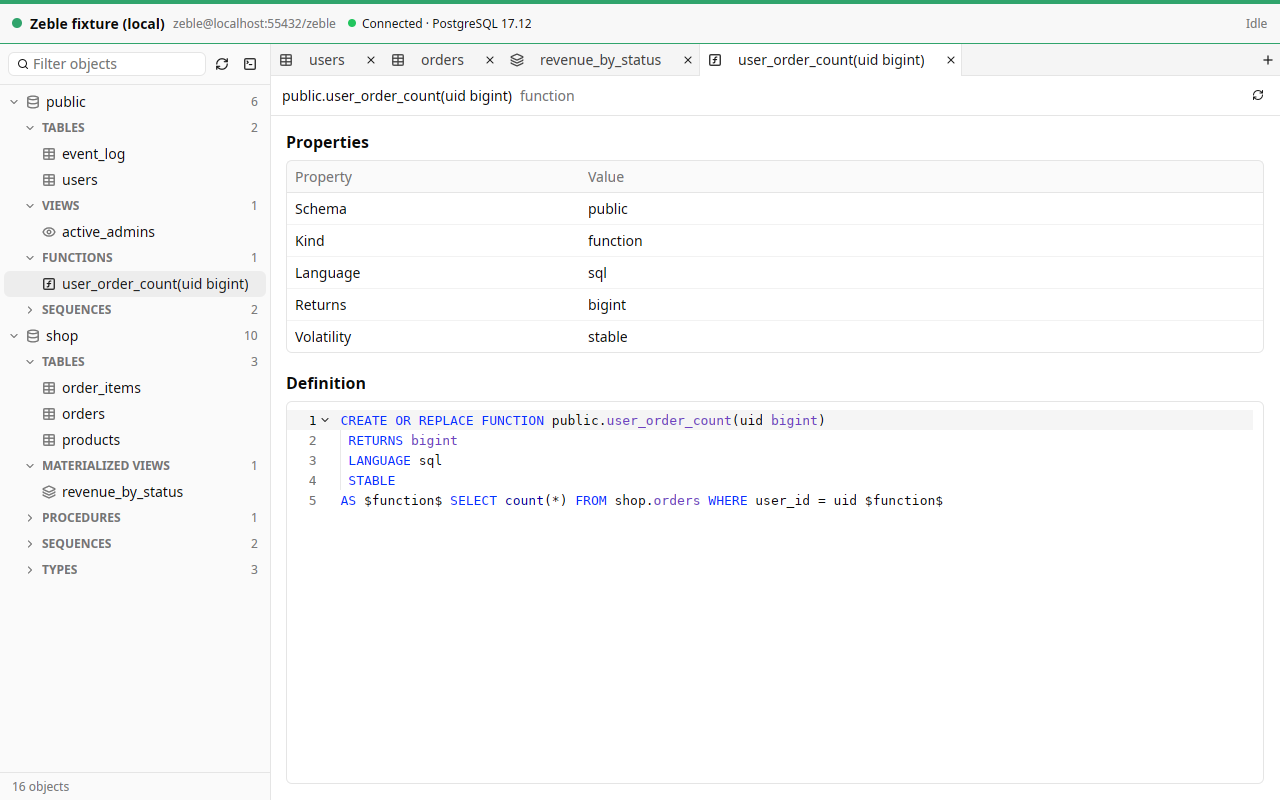 Zeble fixture (local) zeble@localhost:55432/zeble Connected · PostgreSQL 17.12 Idle
Filter objects
public 6
TABLES 2
event_log
users
VIEWS 1
active_admins
FUNCTIONS 1
user_order_count(uid bigint)
SEQUENCES 2
shop 10
TABLES 3
order_items
orders
products
MATERIALIZED VIEWS 1
revenue_by_status
PROCEDURES 1
SEQUENCES 2
TYPES 3
16 objects
users orders revenue_by_status user_order_count(uid bigint)
public.user_order_count(uid bigint) function
Properties
Property Value
Schema public
Kind function
Language sql
Returns bigint
Volatility stable
Definition
1 CREATE OR REPLACE FUNCTION public.user_order_count(uid bigint)
2 RETURNS bigint
3 LANGUAGE sql
4 STABLE
5 AS $function$ SELECT count(*) FROM shop.orders WHERE user_id = uid $function$